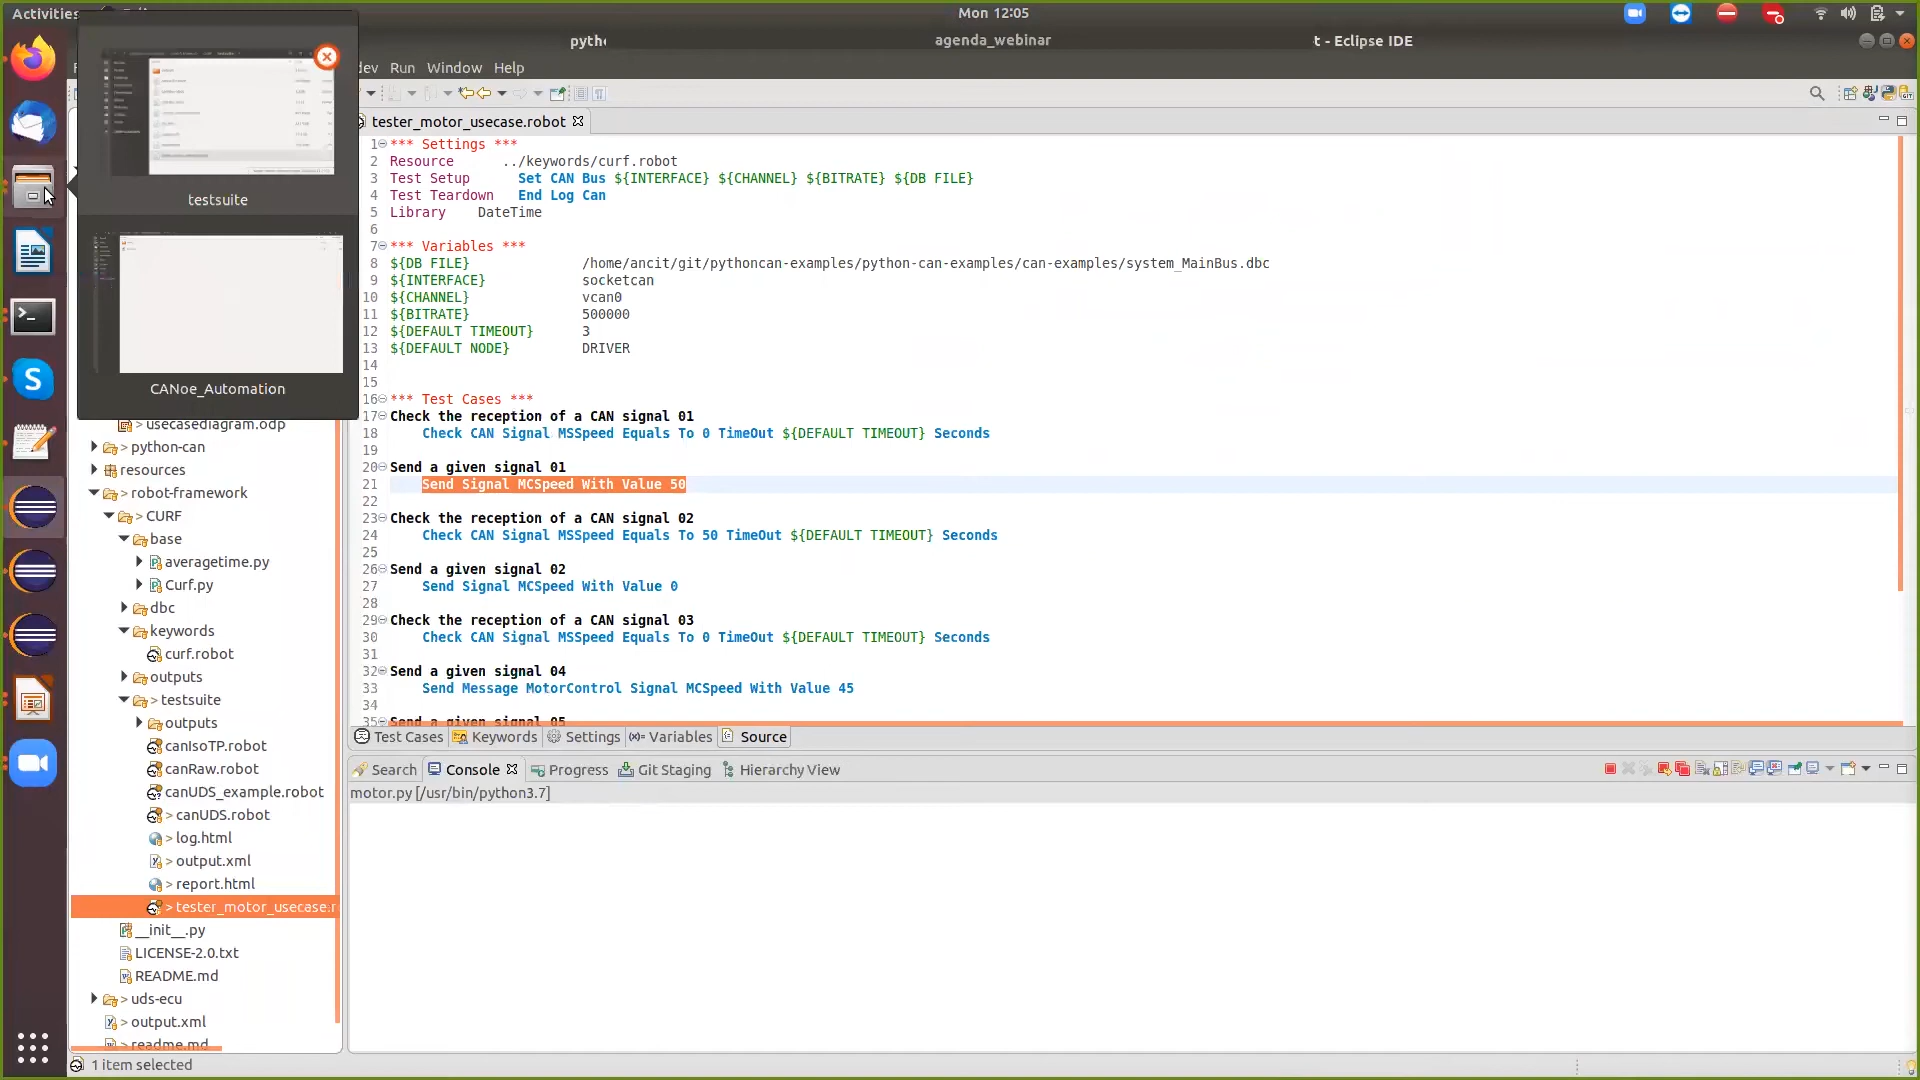 Activities
Mon 12:05
agenda_webinar
t - Eclipse IDE
dev Run Window Help
testsuite
CANoe_Automation
> usecasediagram.odp
> python-can
resources
> robot-framework
> CURF
base
averagetime.py
Curf.py
dbc
keywords
curf.robot
outputs
> testsuite
outputs
canIsoTP.robot
canRaw.robot
canUDS_example.robot
> canUDS.robot
> log.html
> output.xml
> report.html
> tester_motor_usecase.r
__init__.py
LICENSE-2.0.txt
README.md
> uds-ecu
> output.xml
> readme.md
1 item selected
tester_motor_usecase.robot
1 *** Settings ***
2 Resource ../keywords/curf.robot
3 Test Setup Set CAN Bus ${INTERFACE} ${CHANNEL} ${BITRATE} ${DB FILE}
4 Test Teardown End Log Can
5 Library DateTime
6
7 *** Variables ***
8 ${DB FILE} /home/ancit/git/pythoncan-examples/python-can-examples/can-examples/system_MainBus.dbc
9 ${INTERFACE} socketcan
10 ${CHANNEL} vcan0
11 ${BITRATE} 500000
12 ${DEFAULT TIMEOUT} 3
13 ${DEFAULT NODE} DRIVER
14
15
16 *** Test Cases ***
17 Check the reception of a CAN signal 01
18 Check CAN Signal MSSpeed Equals To 0 TimeOut ${DEFAULT TIMEOUT} Seconds
19
20 Send a given signal 01
21 Send Signal MCSpeed With Value 50
22
23 Check the reception of a CAN signal 02
24 Check CAN Signal MSSpeed Equals To 50 TimeOut ${DEFAULT TIMEOUT} Seconds
25
26 Send a given signal 02
27 Send Signal MCSpeed With Value 0
28
29 Check the reception of a CAN signal 03
30 Check CAN Signal MSSpeed Equals To 0 TimeOut ${DEFAULT TIMEOUT} Seconds
31
32 Send a given signal 04
33 Send Message MotorControl Signal MCSpeed With Value 45
34
35 Send a given signal 05
Test Cases Keywords Settings Variables Source
Search Console Progress Git Staging Hierarchy View
motor.py [/usr/bin/python3.7]